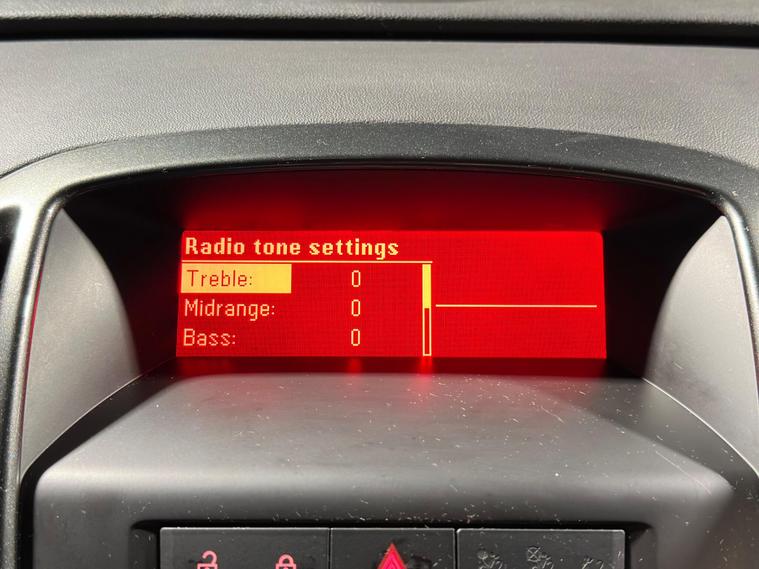 Radio tone settings
Treble: 0
Midrange: 0
Bass: 0